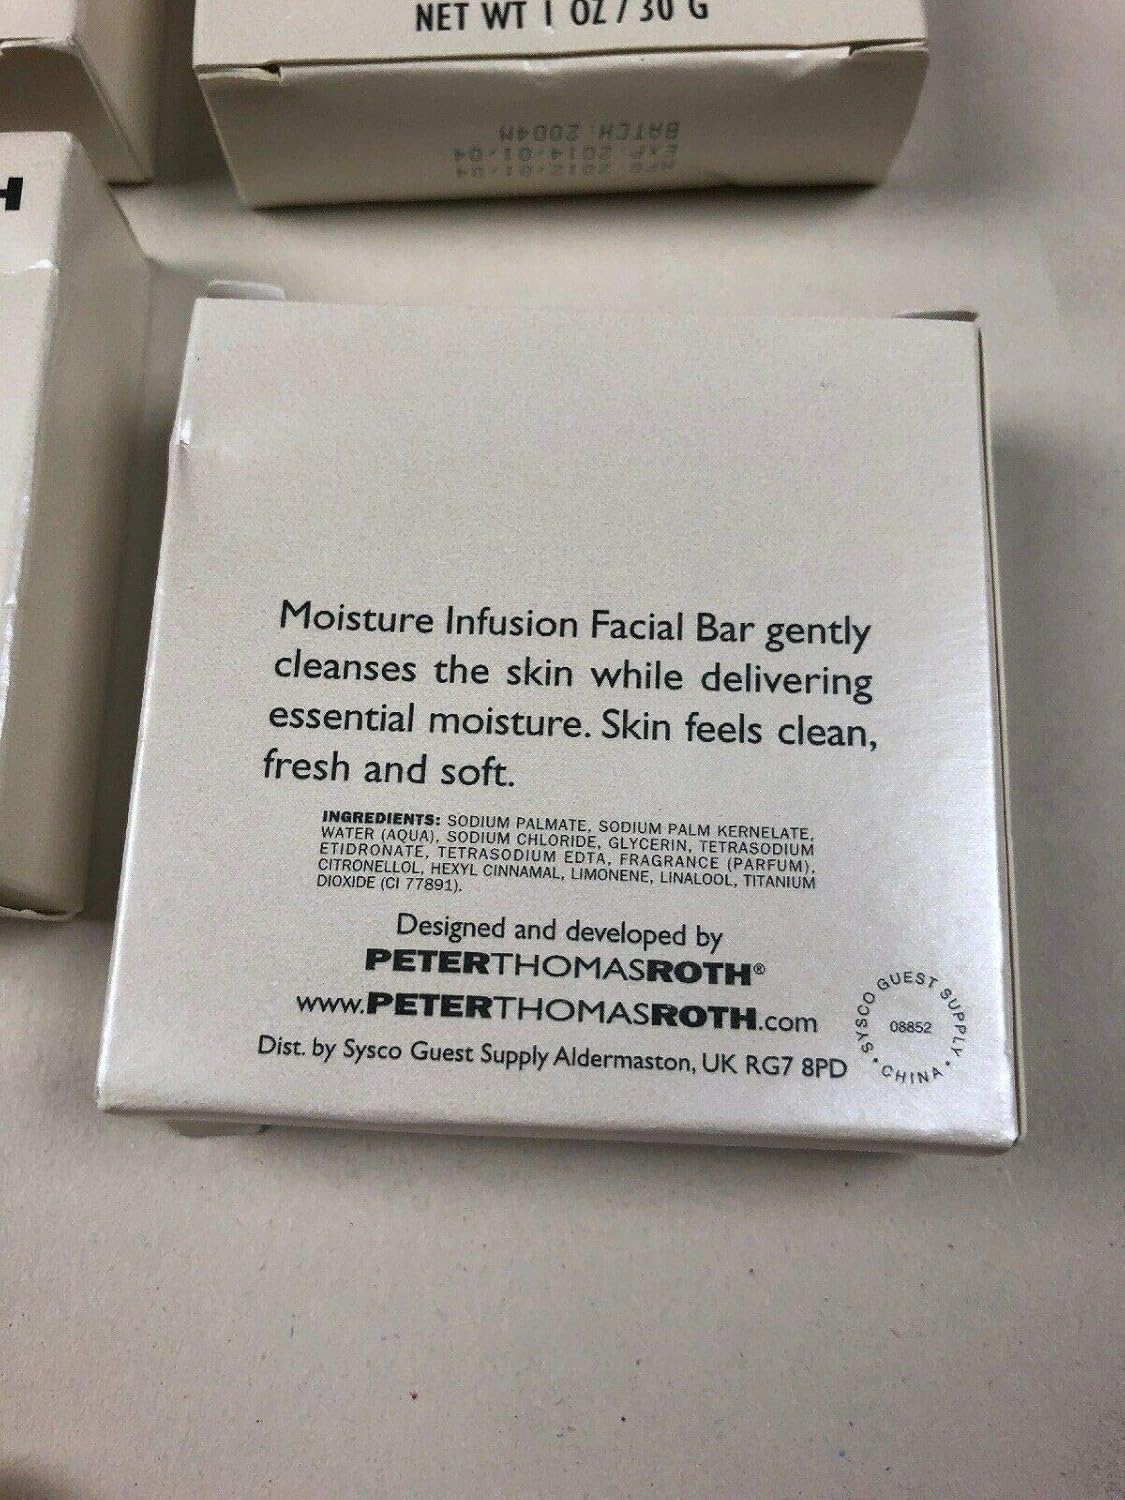 NET WT 1 OZ / 30 G
BATCH: 2004M
EXP 2014-01-04
MFG 2012-01-04
H
Moisture Infusion Facial Bar gently
cleanses the skin while delivering
essential moisture. Skin feels clean,
fresh and soft.
INGREDIENTS: SODIUM PALMATE, SODIUM PALM KERNELATE,
WATER (AQUA), SODIUM CHLORIDE, GLYCERIN, TETRASODIUM
ETIDRONATE, TETRASODIUM EDTA, FRAGRANCE (PARFUM),
CITRONELLOL, HEXYL CINNAMAL, LIMONENE, LINALOOL, TITANIUM
DIOXIDE (CI 77891).
Designed and developed by
PETERTHOMASROTH®
www.PETERTHOMASROTH.com
Dist. by Sysco Guest Supply Aldermaston, UK RG7 8PD
SYSCO GUEST SUPPLY
08852
• CHINA •